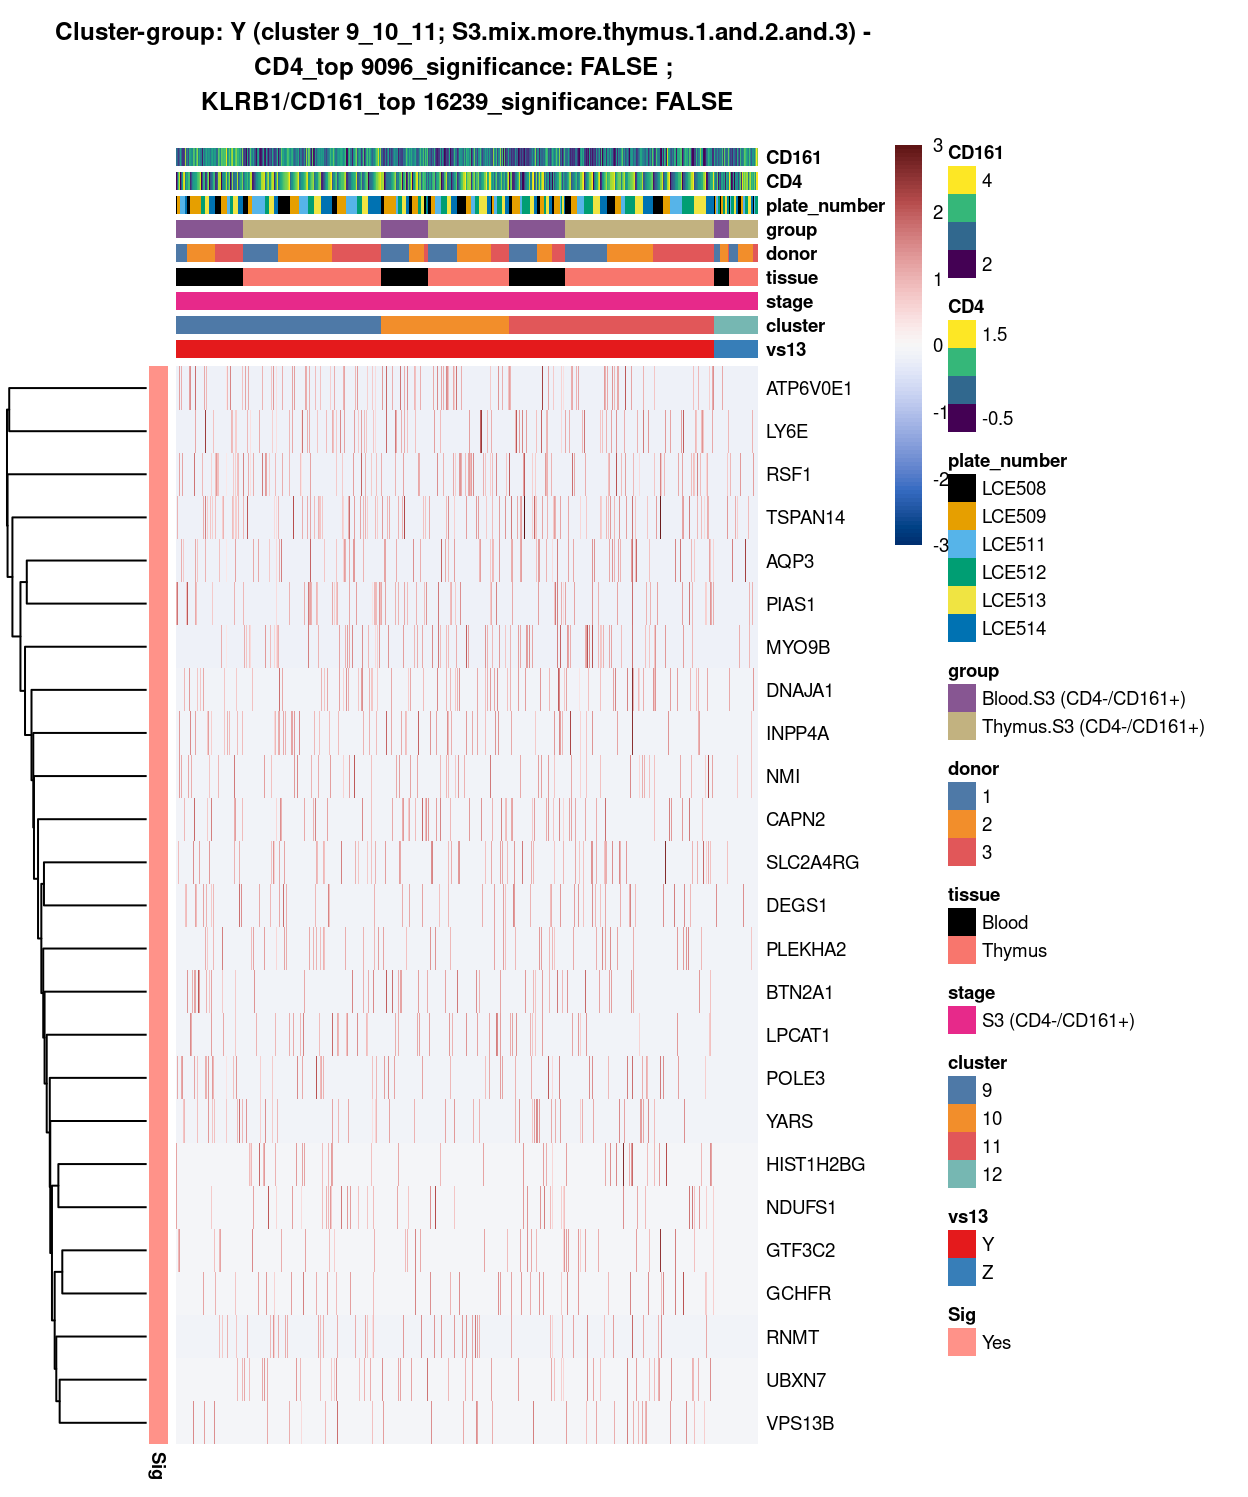 Cluster-group: Y (cluster 9_10_11; S3.mix.more.thymus.1.and.2.and.3) -
CD4_top 9096_significance: FALSE ;
KLRB1/CD161_top 16239_significance: FALSE
CD161
CD4
plate_number
group
donor
tissue
stage
cluster
vs13
ATP6V0E1
LY6E
RSF1
TSPAN14
AQP3
PIAS1
MYO9B
DNAJA1
INPP4A
NMI
CAPN2
SLC2A4RG
DEGS1
PLEKHA2
BTN2A1
LPCAT1
POLE3
YARS
HIST1H2BG
NDUFS1
GTF3C2
GCHFR
RNMT
UBXN7
VPS13B
Sig
3
2
1
0
-1
-2
-3
CD161
4
2
CD4
1.5
-0.5
plate_number
LCE508
LCE509
LCE511
LCE512
LCE513
LCE514
group
Blood.S3 (CD4-/CD161+)
Thymus.S3 (CD4-/CD161+)
donor
1
2
3
tissue
Blood
Thymus
stage
S3 (CD4-/CD161+)
cluster
9
10
11
12
vs13
Y
Z
Sig
Yes